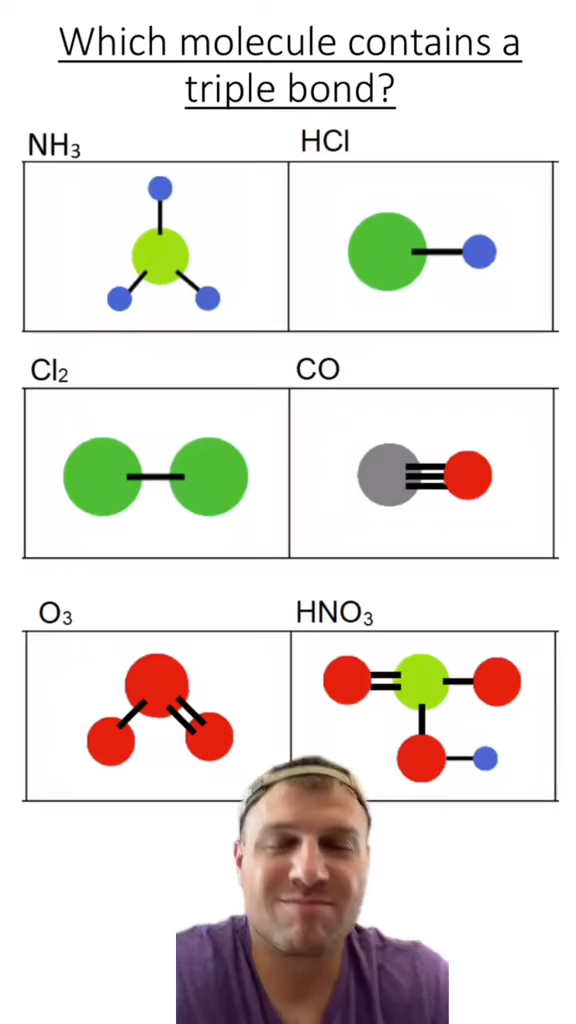 Which molecule contains a
triple bond?
NH₃ HCl
Cl₂ CO
O₃ HNO₃